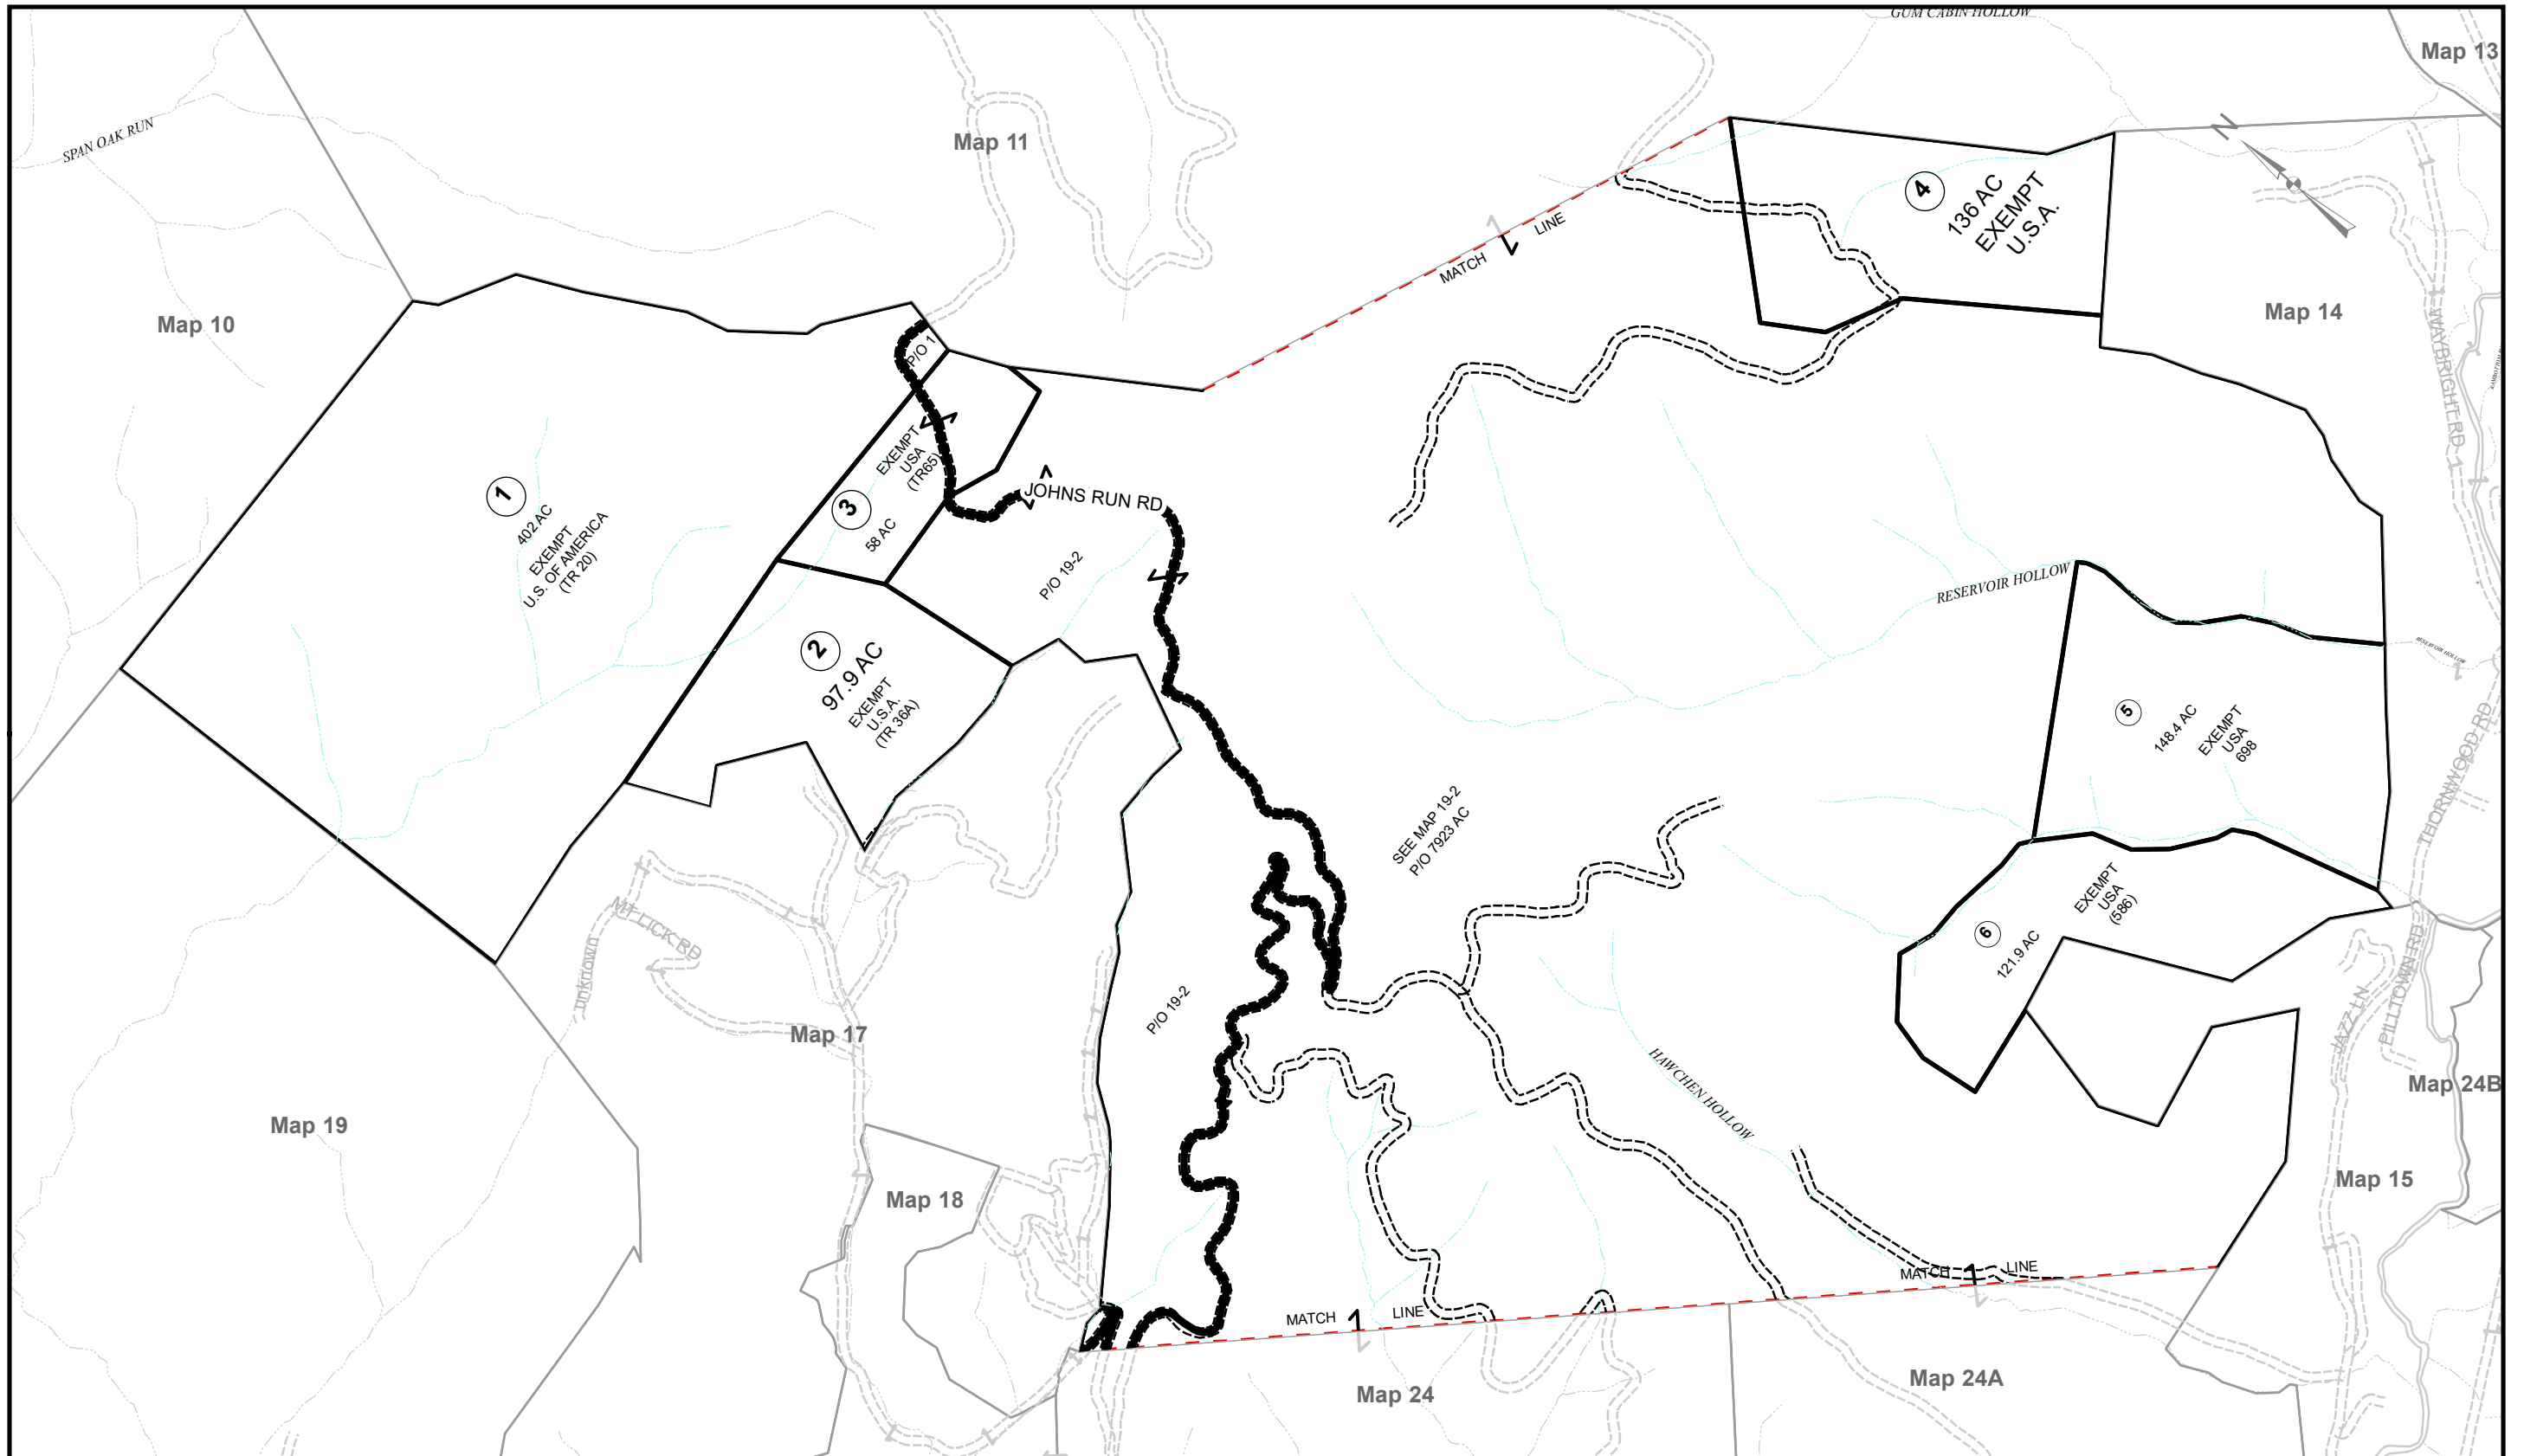 GUM CABIN HOLLOW
Map 13
SPAN OAK RUN
Map 11
N
4
136 AC
EXEMPT
U.S.A.
MATCH
LINE
Map 10
Map 14
WAYBRIGHT RD
P/O 1
EXEMPT
USA
(TR65)
3
58 AC
JOHNS RUN RD
1
402 AC
EXEMPT
U.S. OF AMERICA
(TR 20)
P/O 19-2
RESERVOIR HOLLOW
RESERVOIR HOLLOW
2
97.9 AC
EXEMPT
U.S.A.
(TR 36A)
5
148.4 AC
EXEMPT
USA
698
THORNWOOD RD
SEE MAP 19-2
P/O 7923 AC
EXEMPT
USA
(586)
6
121.9 AC
MT LICK RD
unknown
PILLTOWN RD
JAZZ LN
P/O 19-2
Map 17
HAWCHEN HOLLOW
Map 24B
Map 19
Map 18
Map 15
MATCH
LINE
MATCH
LINE
Map 24
Map 24A